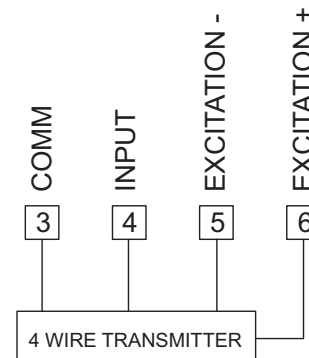 COMM
INPUT
EXCITATION -
EXCITATION +
3
4
5
6
4 WIRE TRANSMITTER